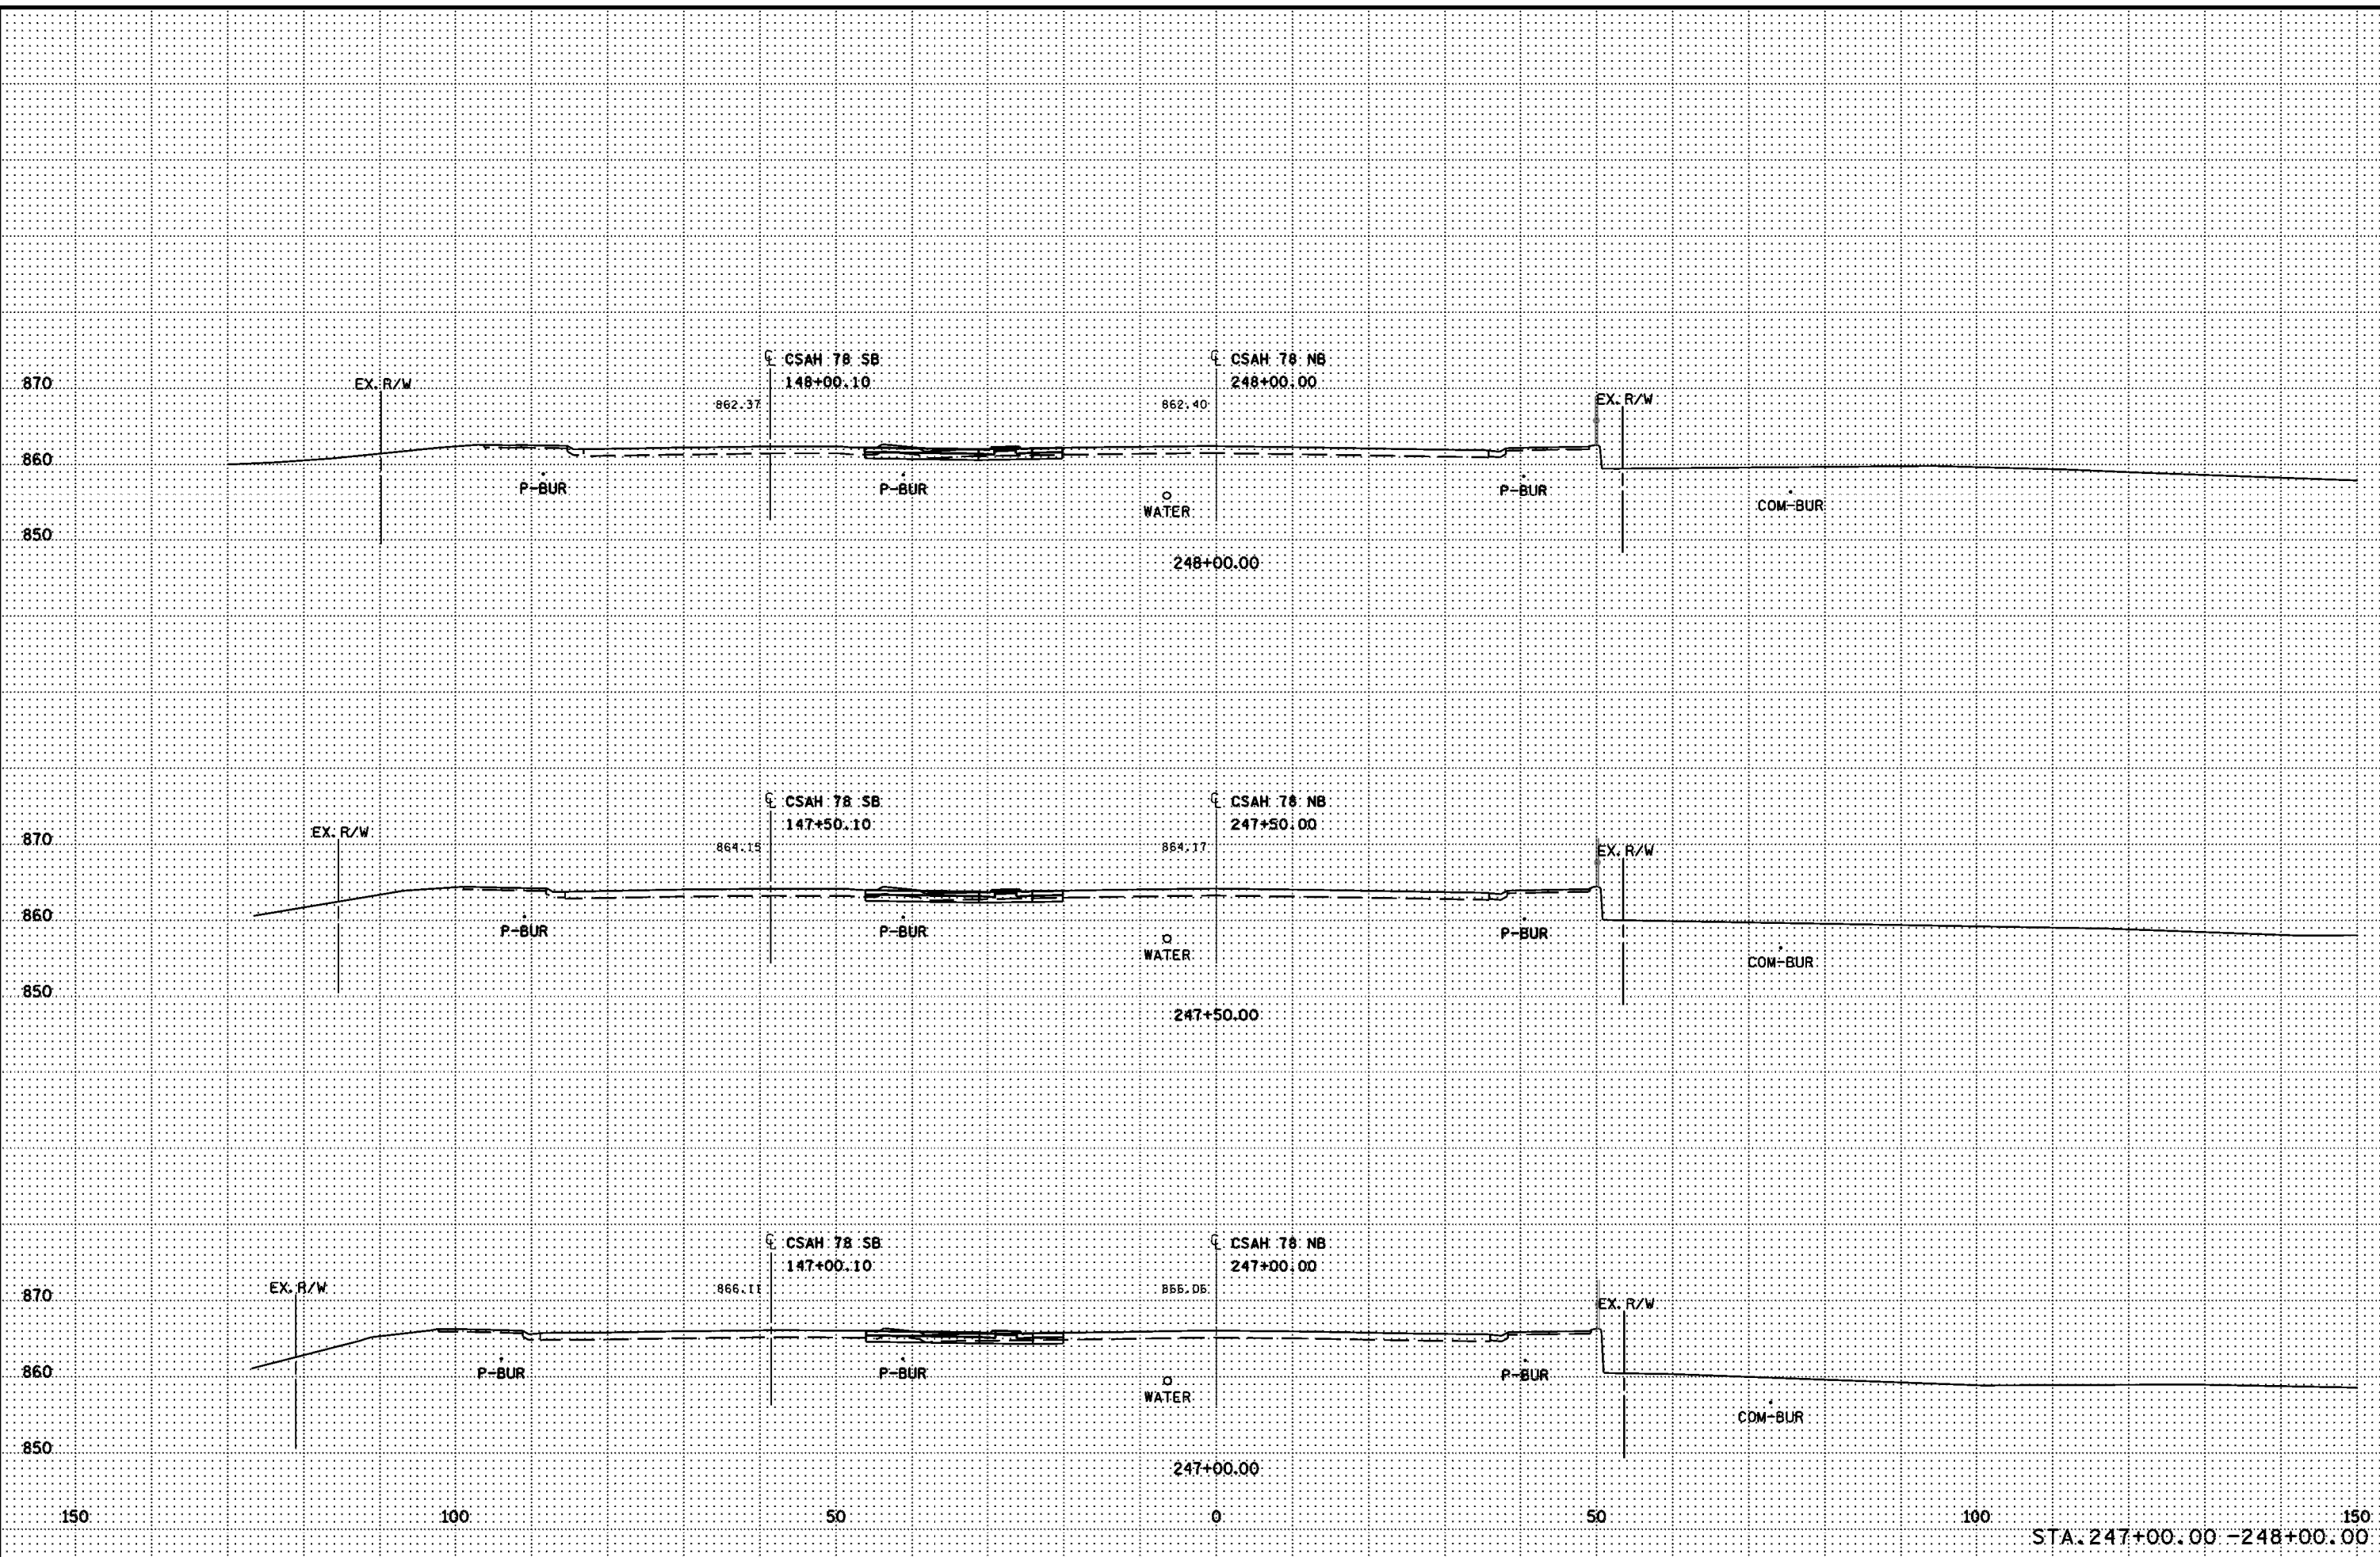 CSAH 78 SB
148+00.10
CSAH 78 NB
248+00.00
870
EX. R/W
862.37
862.40
EX. R/W
860
P-BUR
P-BUR
WATER
P-BUR
COM-BUR
850
248+00.00
CSAH 78 SB
147+50.10
CSAH 78 NB
247+50.00
870
EX. R/W
864.15
864.17
EX. R/W
860
P-BUR
P-BUR
WATER
P-BUR
COM-BUR
850
247+50.00
CSAH 78 SB
147+00.10
CSAH 78 NB
247+00.00
870
EX. R/W
866.11
866.06
EX. R/W
860
P-BUR
P-BUR
WATER
P-BUR
COM-BUR
850
247+00.00
150 100 50 0 50 100 150
STA.247+00.00 -248+00.00